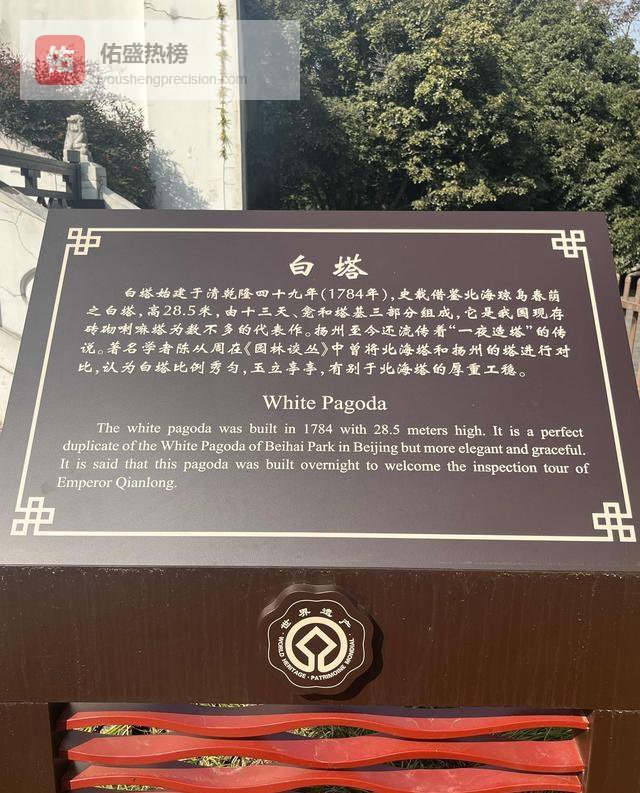 佑
佑盛热榜
youshengprecision.com
白塔
白塔始建于清乾隆四十九年(1784年),史载借鉴北海琼岛春荫
之白塔,高28.5米,由十三天、龛和塔基三部分组成,它是我国现存
砖砌喇嘛塔为数不多的代表作。扬州至今还流传着“一夜造塔”的传
说。著名学者陈从周在《园林谈丛》中曾将北海塔和扬州的塔进行对
比,认为白塔比例秀匀,玉立亭亭,有别于北海塔的厚重工稳。
White Pagoda
The white pagoda was built in 1784 with 28.5 meters high. It is a perfect
duplicate of the White Pagoda of Beihai Park in Beijing but more elegant and graceful.
It is said that this pagoda was built overnight to welcome the inspection tour of
Emperor Qianlong.
世界遗产
WORLD HERITAGE · PATRIMOINE MONDIAL